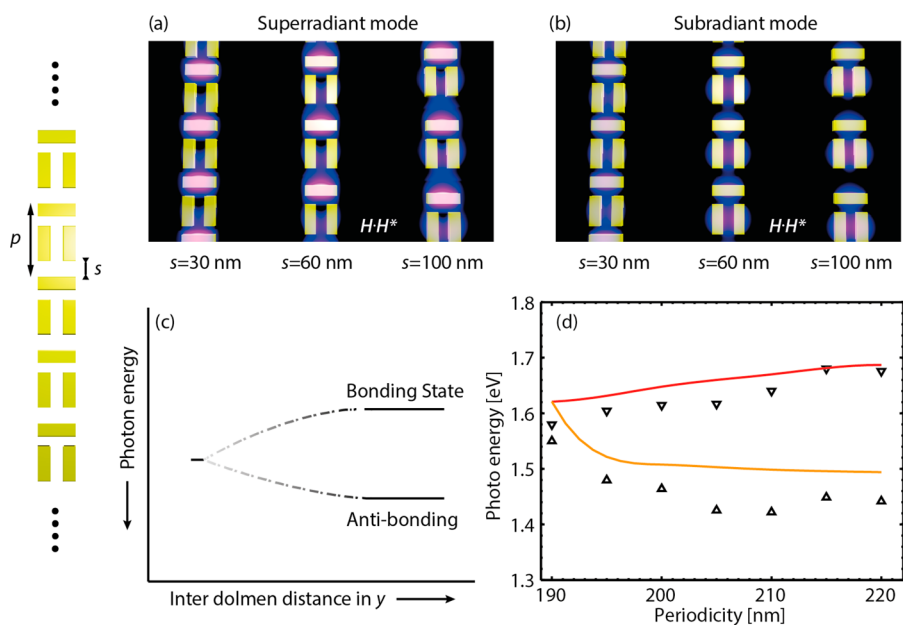 (a) Superradiant mode
(b) Subradiant mode
p
s
H·H*
H·H*
s=30 nm s=60 nm s=100 nm
s=30 nm s=60 nm s=100 nm
(c)
Photon energy
Bonding State
Anti-bonding
Inter dolmen distance in y
(d)
Photo energy [eV]
1.8
1.7
1.6
1.5
1.4
1.3
190 200 210 220
Periodicity [nm]